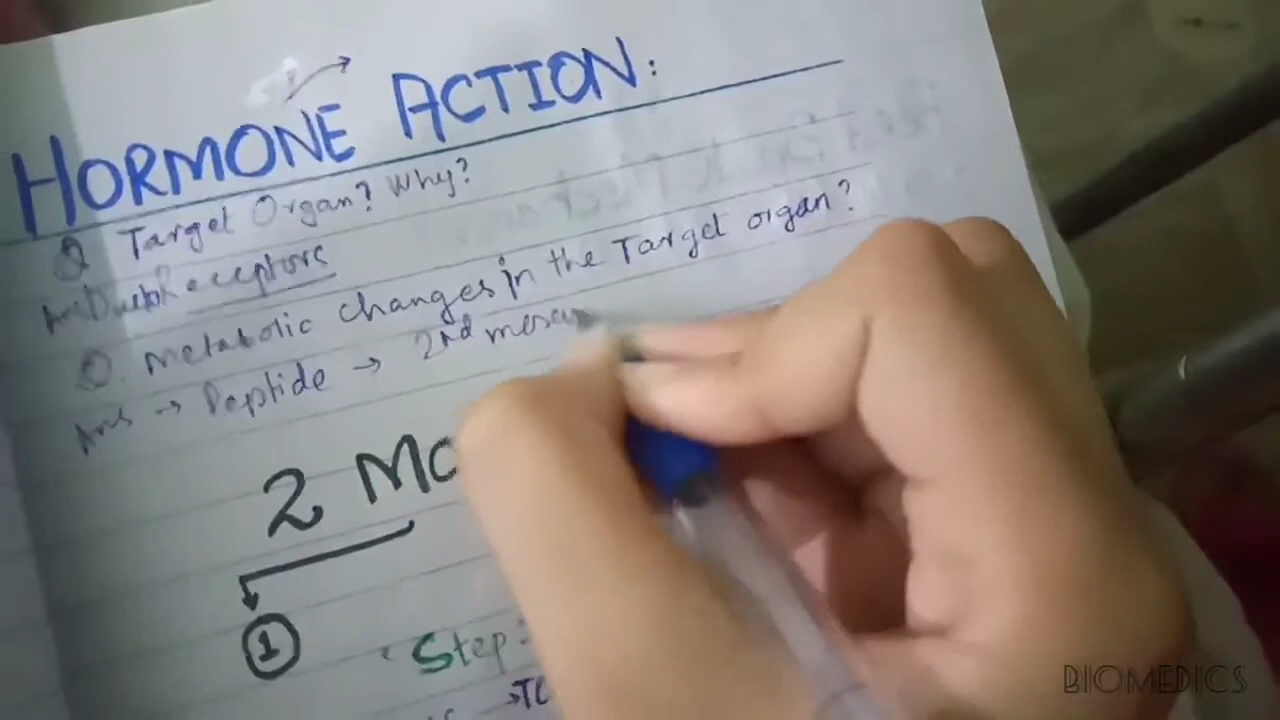 HORMONE ACTION:
Q Target Organ? Why?
Ans Receptors
Q. Metabolic changes in the Target organ?
Ans → Peptide → 2nd
2
1
Step
BIOMEDICS